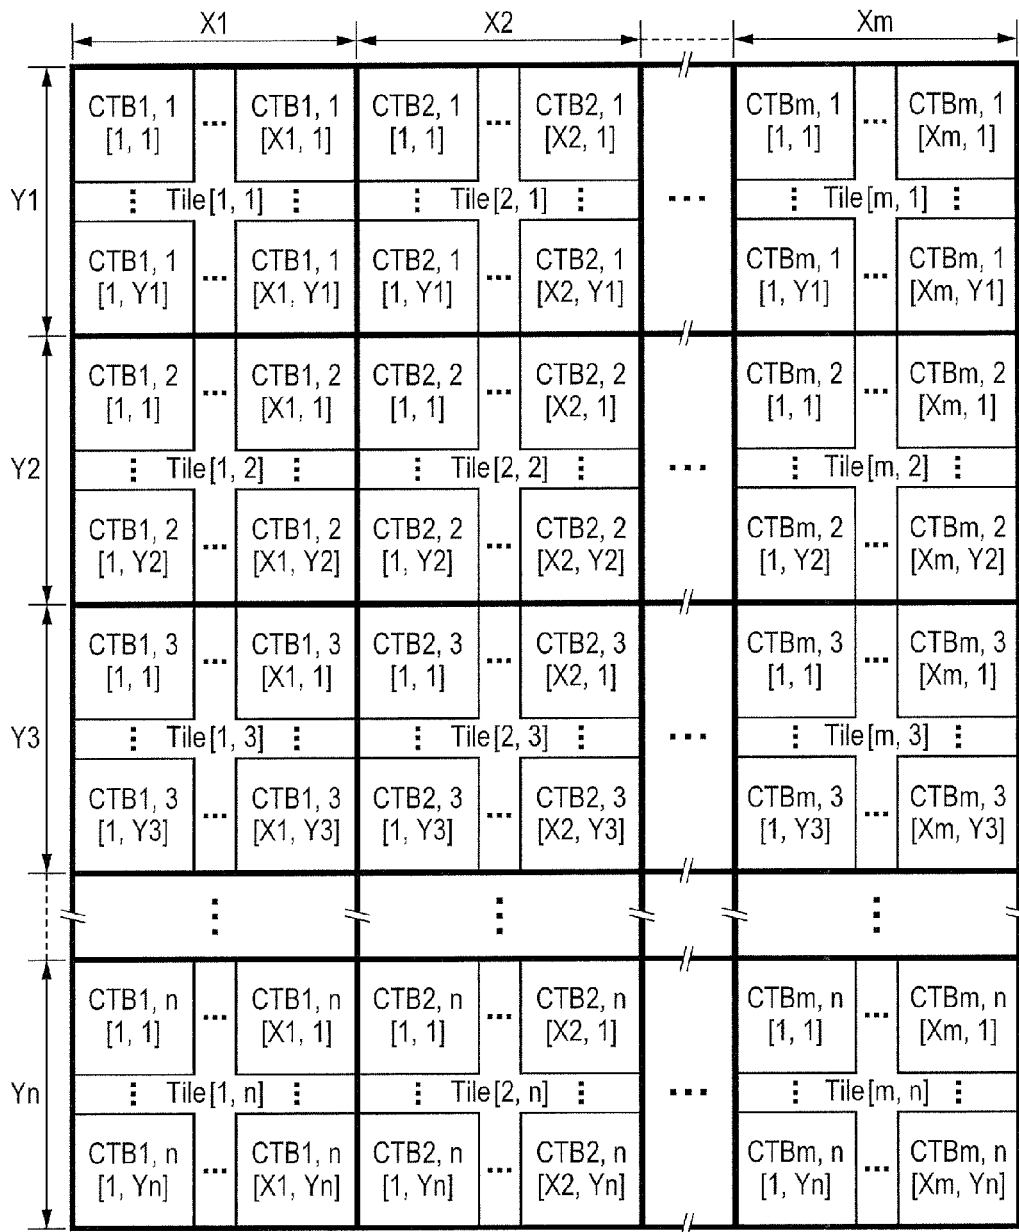 X1 X2 Xm
CTB1, 1 CTB1, 1 CTB2, 1 CTB2, 1 CTBm, 1 CTBm, 1
[1, 1] ... [X1, 1] [1, 1] ... [X2, 1] [1, 1] ... [Xm, 1]
Y1 ⋮ Tile[1, 1] ⋮ ⋮ Tile[2, 1] ⋮ ... ⋮ Tile[m, 1] ⋮
CTB1, 1 CTB1, 1 CTB2, 1 CTB2, 1 CTBm, 1 CTBm, 1
[1, Y1] ... [X1, Y1] [1, Y1] ... [X2, Y1] [1, Y1] ... [Xm, Y1]
CTB1, 2 CTB1, 2 CTB2, 2 CTB2, 2 CTBm, 2 CTBm, 2
[1, 1] ... [X1, 1] [1, 1] ... [X2, 1] [1, 1] ... [Xm, 1]
Y2 ⋮ Tile[1, 2] ⋮ ⋮ Tile[2, 2] ⋮ ... ⋮ Tile[m, 2] ⋮
CTB1, 2 CTB1, 2 CTB2, 2 CTB2, 2 CTBm, 2 CTBm, 2
[1, Y2] ... [X1, Y2] [1, Y2] ... [X2, Y2] [1, Y2] ... [Xm, Y2]
CTB1, 3 CTB1, 3 CTB2, 3 CTB2, 3 CTBm, 3 CTBm, 3
[1, 1] ... [X1, 1] [1, 1] ... [X2, 1] [1, 1] ... [Xm, 1]
Y3 ⋮ Tile[1, 3] ⋮ ⋮ Tile[2, 3] ⋮ ... ⋮ Tile[m, 3] ⋮
CTB1, 3 CTB1, 3 CTB2, 3 CTB2, 3 CTBm, 3 CTBm, 3
[1, Y3] ... [X1, Y3] [1, Y3] ... [X2, Y3] [1, Y3] ... [Xm, Y3]
⋮ ⋮ ⋮
CTB1, n CTB1, n CTB2, n CTB2, n CTBm, n CTBm, n
[1, 1] ... [X1, 1] [1, 1] ... [X2, 1] [1, 1] ... [Xm, 1]
Yn ⋮ Tile[1, n] ⋮ ⋮ Tile[2, n] ⋮ ... ⋮ Tile[m, n] ⋮
CTB1, n CTB1, n CTB2, n CTB2, n CTBm, n CTBm, n
[1, Yn] ... [X1, Yn] [1, Yn] ... [X2, Yn] [1, Yn] ... [Xm, Yn]